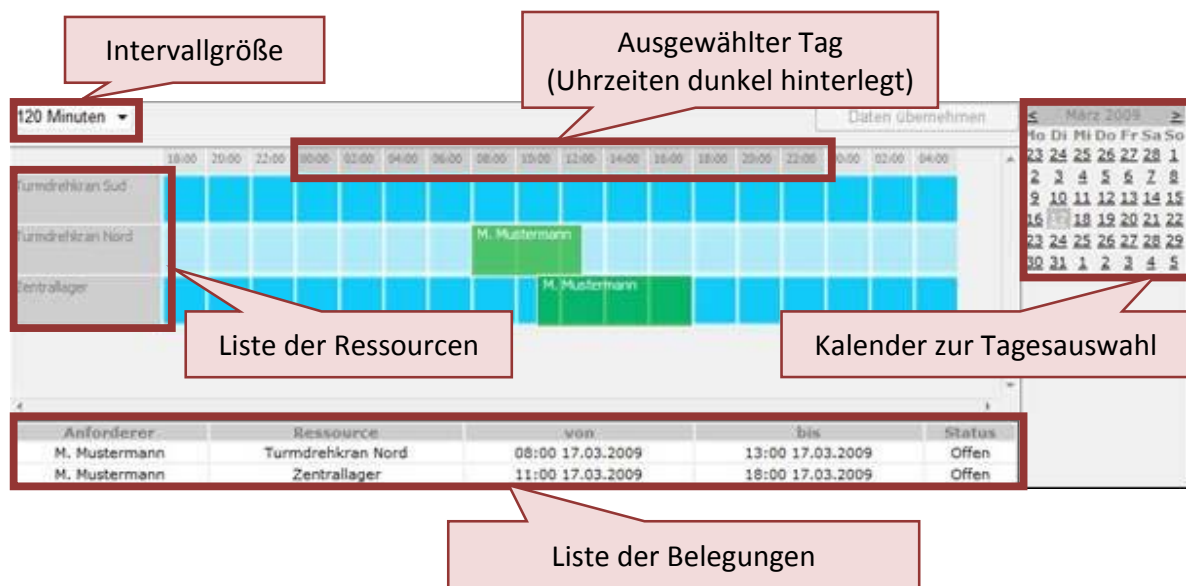 Intervallgröße
Ausgewählter Tag
(Uhrzeiten dunkel hinterlegt)
120 Minuten
Daten übernehmen
18:00 20:00 22:00 00:00 02:00 04:00 06:00 08:00 10:00 12:00 14:00 16:00 18:00 20:00 22:00 00:00 02:00 04:00
Turmdrehkran Süd
Turmdrehkran Nord
M. Mustermann
Zentrallager
M. Mustermann
< März 2009 >
Mo Di Mi Do Fr Sa So
23 24 25 26 27 28 1
2 3 4 5 6 7 8
9 10 11 12 13 14 15
16 17 18 19 20 21 22
23 24 25 26 27 28 29
30 31 1 2 3 4 5
Liste der Ressourcen
Kalender zur Tagesauswahl
Anforderer Ressource von bis Status
M. Mustermann Turmdrehkran Nord 08:00 17.03.2009 13:00 17.03.2009 Offen
M. Mustermann Zentrallager 11:00 17.03.2009 18:00 17.03.2009 Offen
Liste der Belegungen